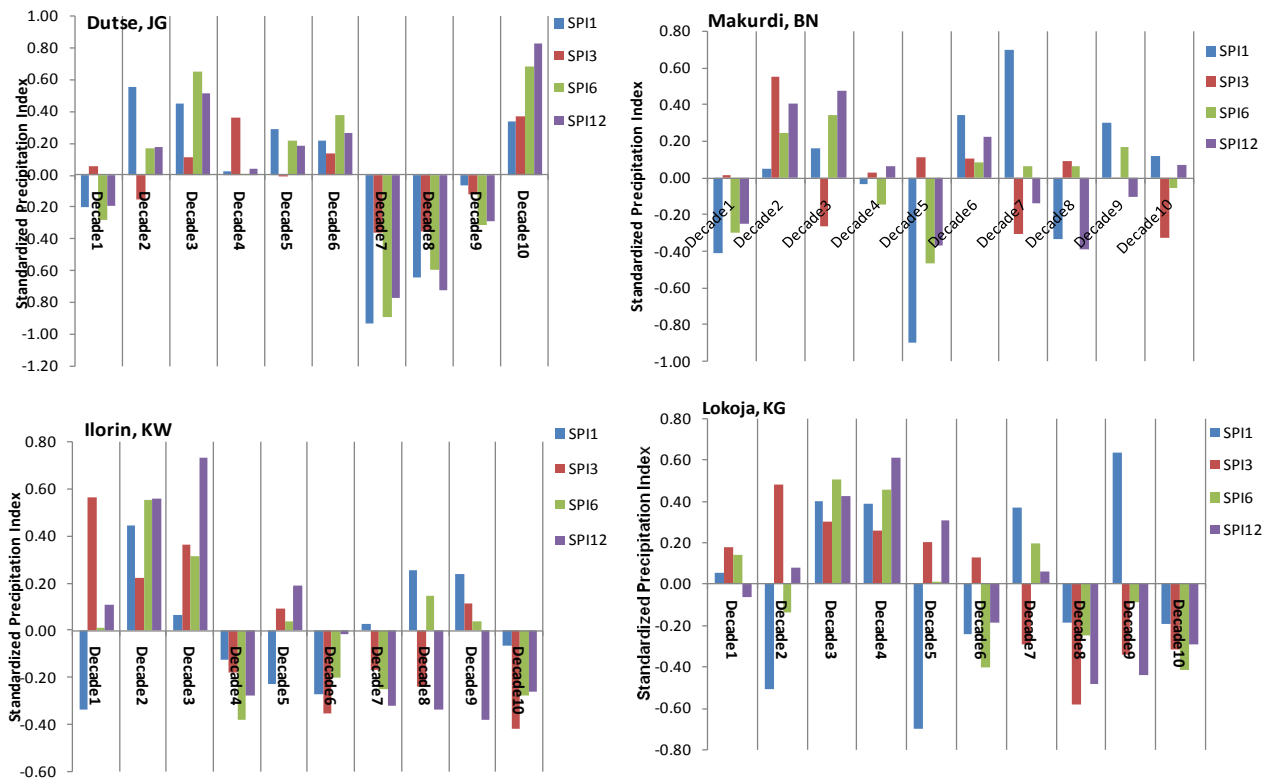 Dutse, JG
Standardized Precipitation Index
1.00
0.80
0.60
0.40
0.20
0.00
-0.20
-0.40
-0.60
-0.80
-1.00
-1.20
Decade1
Decade2
Decade3
Decade4
Decade5
Decade6
Decade7
Decade8
Decade9
Decade10
SPI1
SPI3
SPI6
SPI12
Makurdi, BN
Standardized Precipitation Index
0.80
0.60
0.40
0.20
0.00
-0.20
-0.40
-0.60
-0.80
-1.00
Decade1
Decade2
Decade3
Decade4
Decade5
Decade6
Decade7
Decade8
Decade9
Decade10
SPI1
SPI3
SPI6
SPI12
Ilorin, KW
Standardized Precipitation Index
0.80
0.60
0.40
0.20
0.00
-0.20
-0.40
-0.60
Decade1
Decade2
Decade3
Decade4
Decade5
Decade6
Decade7
Decade8
Decade9
Decade10
SPI1
SPI3
SPI6
SPI12
Lokoja, KG
Standardized Precipitation Index
0.80
0.60
0.40
0.20
0.00
-0.20
-0.40
-0.60
-0.80
Decade1
Decade2
Decade3
Decade4
Decade5
Decade6
Decade7
Decade8
Decade9
Decade10
SPI1
SPI3
SPI6
SPI12